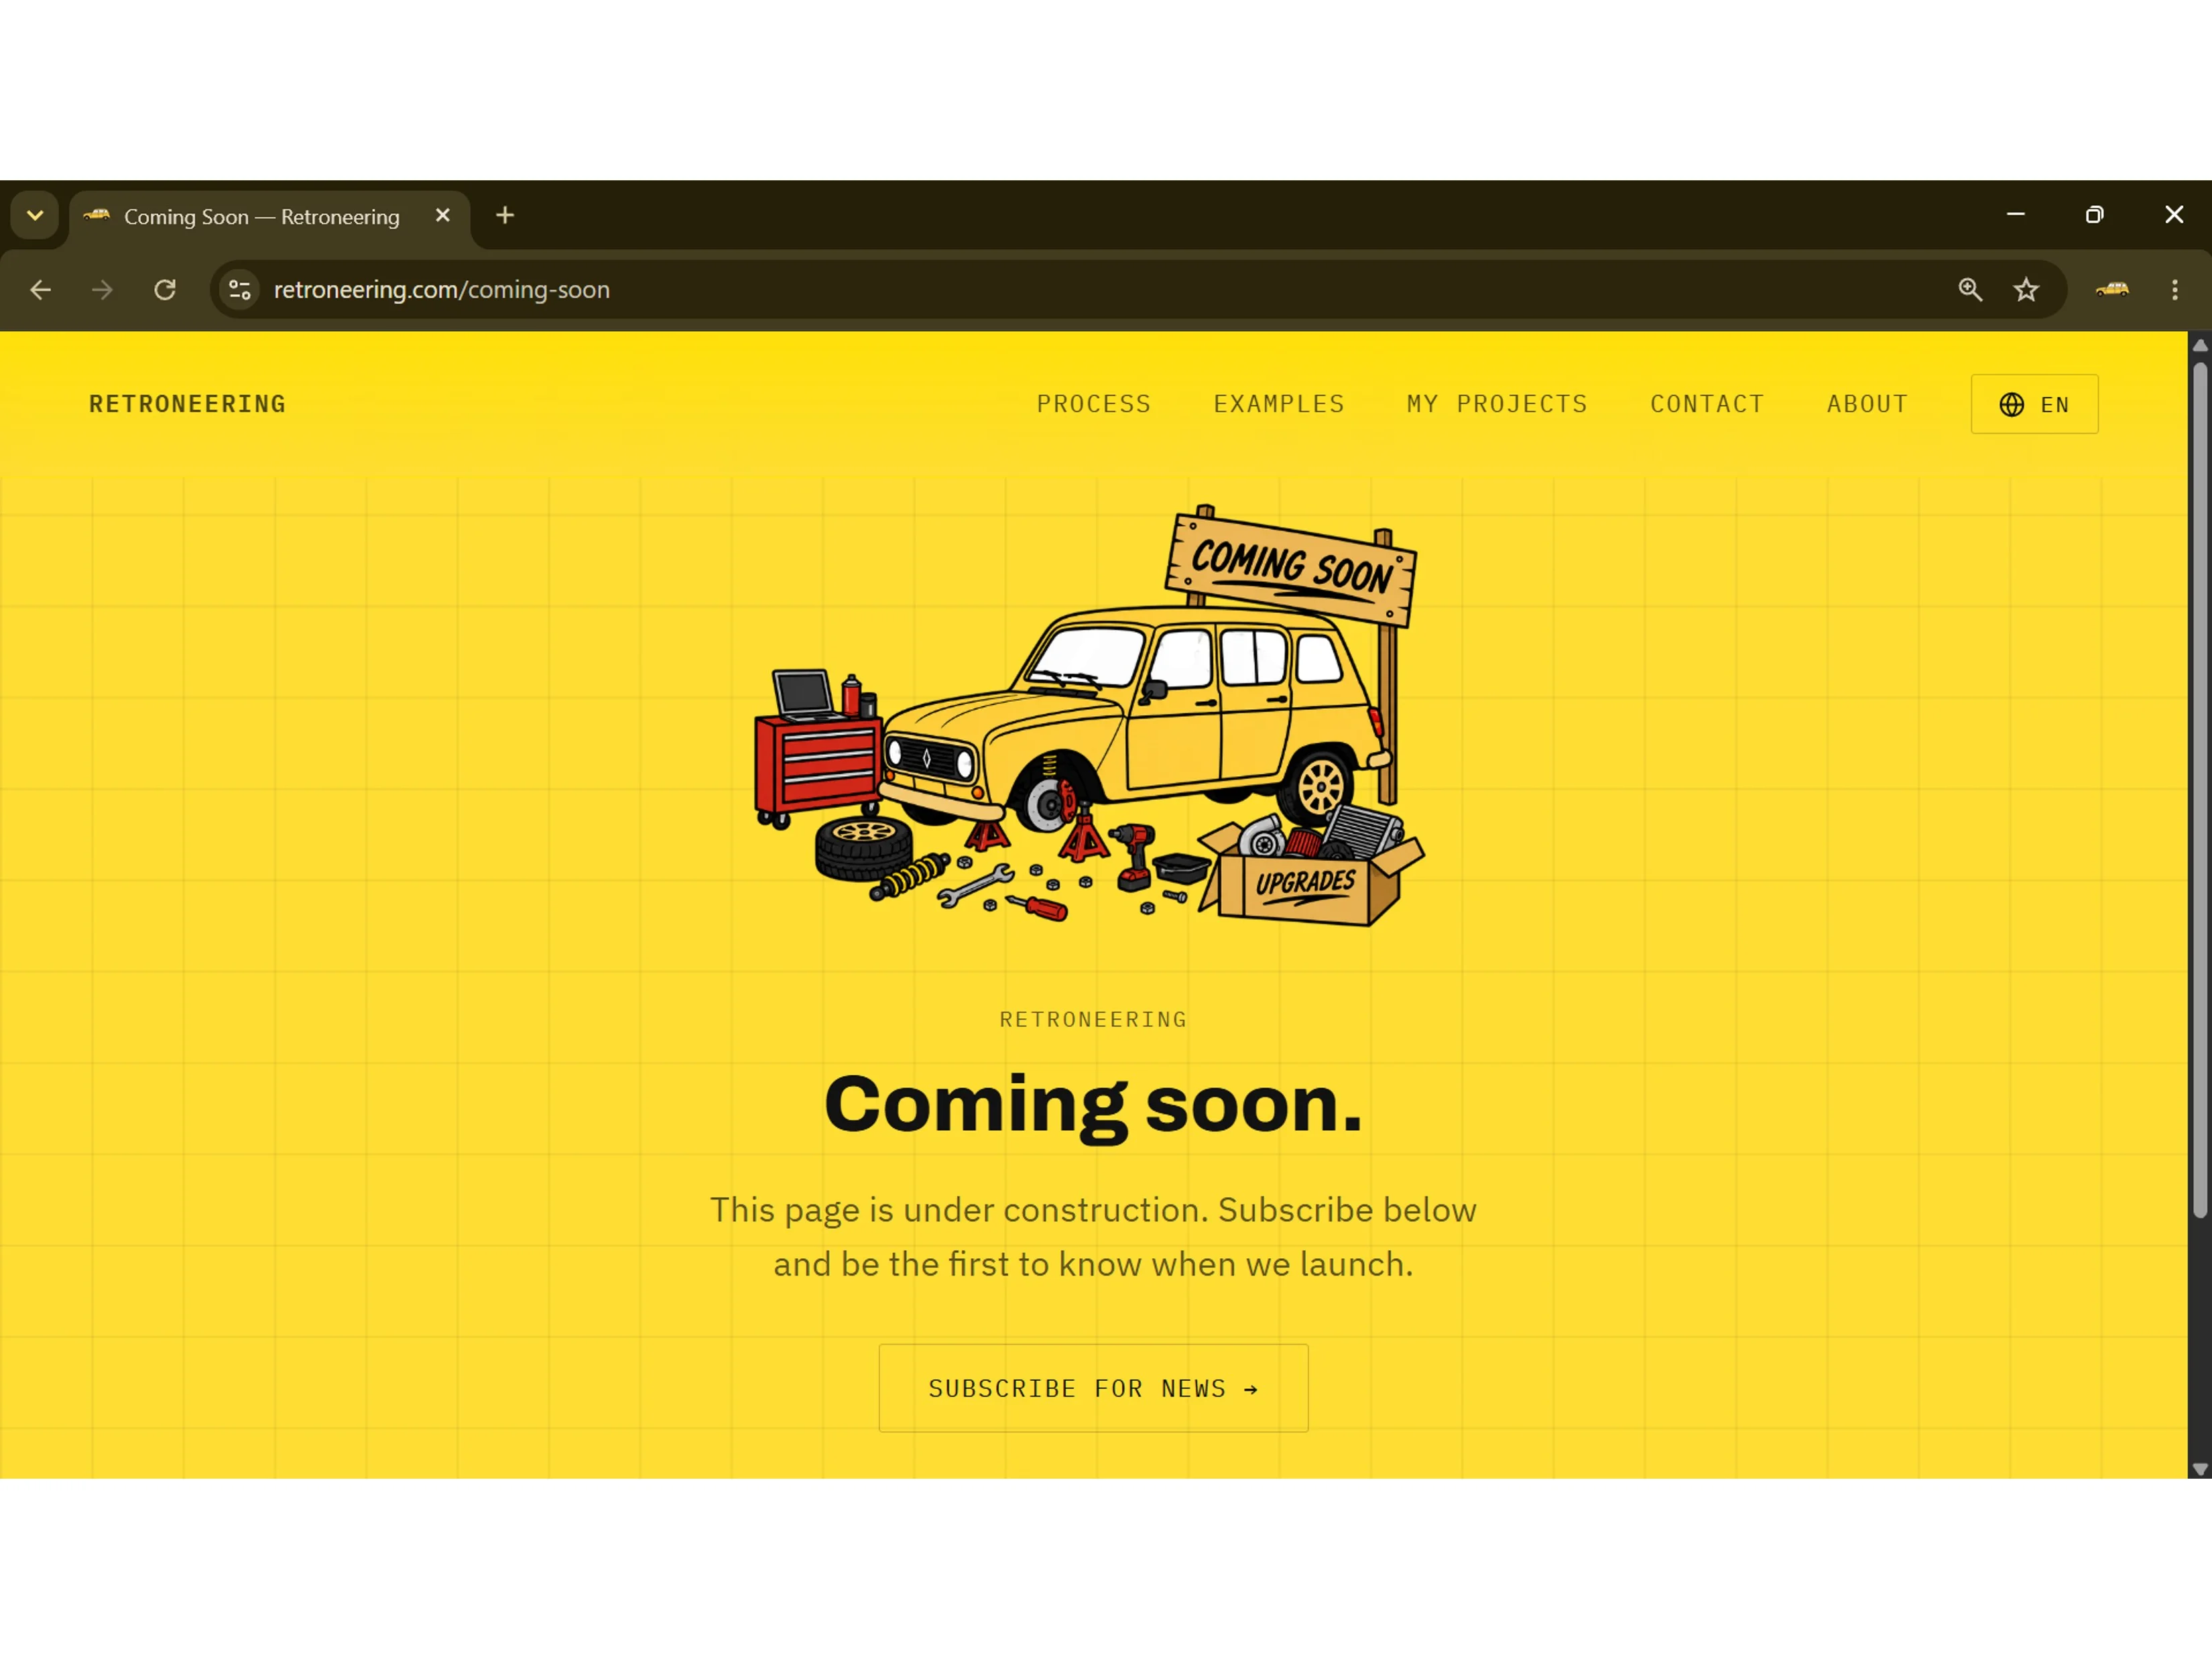 Coming Soon — Retroneering
retroneering.com/coming-soon
RETRONEERING
PROCESS
EXAMPLES
MY PROJECTS
CONTACT
ABOUT
EN
COMING SOON
UPGRADES
RETRONEERING
Coming soon.
This page is under construction. Subscribe below
and be the first to know when we launch.
SUBSCRIBE FOR NEWS →